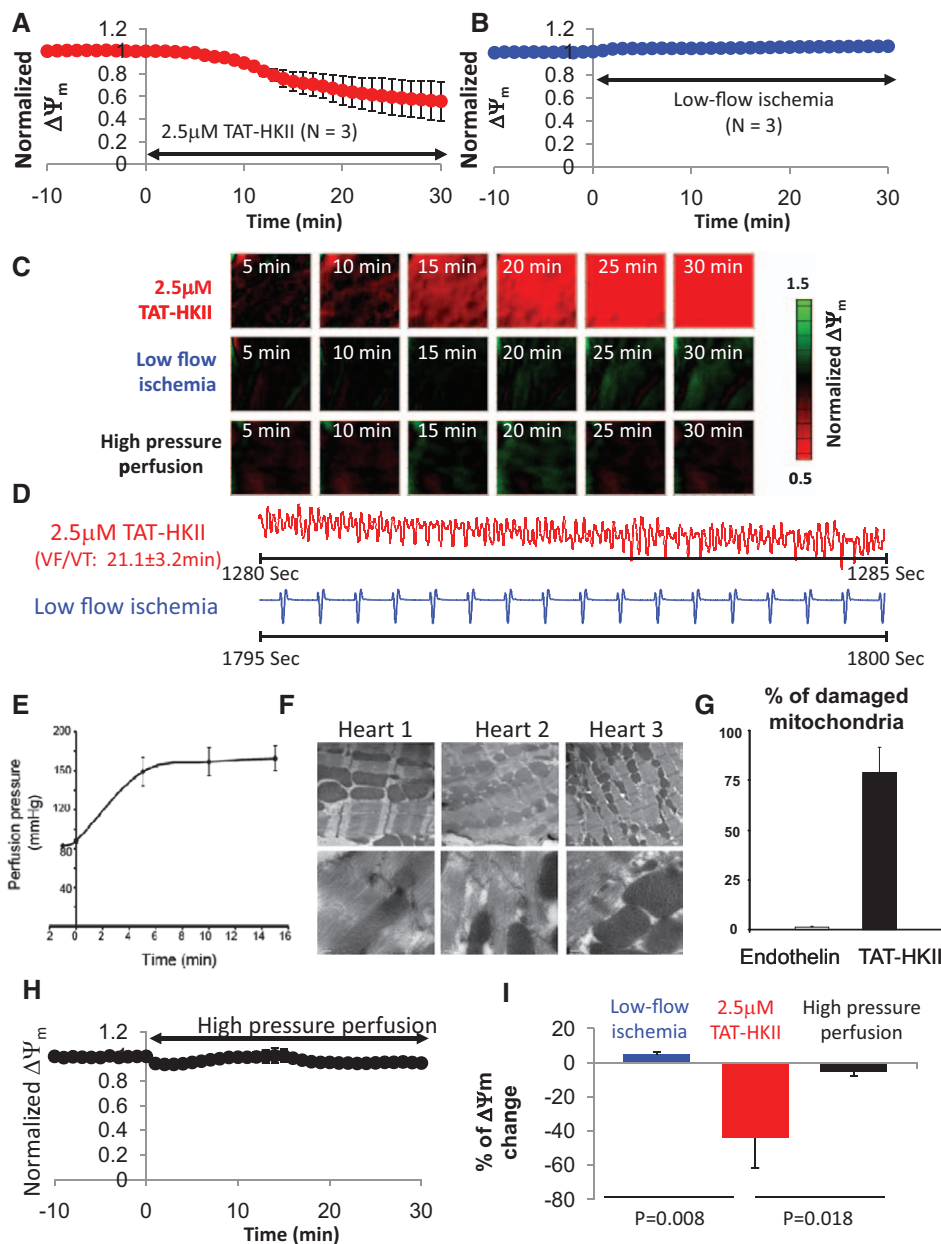 A
Normalized
ΔΨm
1.2
1
0.8
0.6
0.4
0.2
0
2.5μM TAT-HKII (N = 3)
-10 0 10 20 30
Time (min)
B
Normalized
ΔΨm
1.2
1
0.8
0.6
0.4
0.2
0
Low-flow ischemia
(N = 3)
-10 0 10 20 30
Time (min)
C
2.5μM
TAT-HKII
5 min 10 min 15 min 20 min 25 min 30 min
Low flow
ischemia
5 min 10 min 15 min 20 min 25 min 30 min
High pressure
perfusion
5 min 10 min 15 min 20 min 25 min 30 min
1.5
Normalized ΔΨm
0.5
D
2.5μM TAT-HKII
(VF/VT: 21.1±3.2min)
1280 Sec 1285 Sec
Low flow ischemia
1795 Sec 1800 Sec
E
Perfusion pressure
(mmHg)
200
150
120
80
40
2 0 2 4 6 8 10 12 14 16
Time (min)
F
Heart 1 Heart 2 Heart 3
G
% of damaged
mitochondria
100
75
50
25
0
Endothelin TAT-HKII
H
Normalized ΔΨm
1.2
1
0.8
0.6
0.4
0.2
0
High pressure perfusion
-10 0 10 20 30
Time (min)
I
Low-flow
ischemia
2.5μM
TAT-HKII
High pressure
perfusion
% of ΔΨm
change
20
0
-20
-40
-60
-80
P=0.008 P=0.018